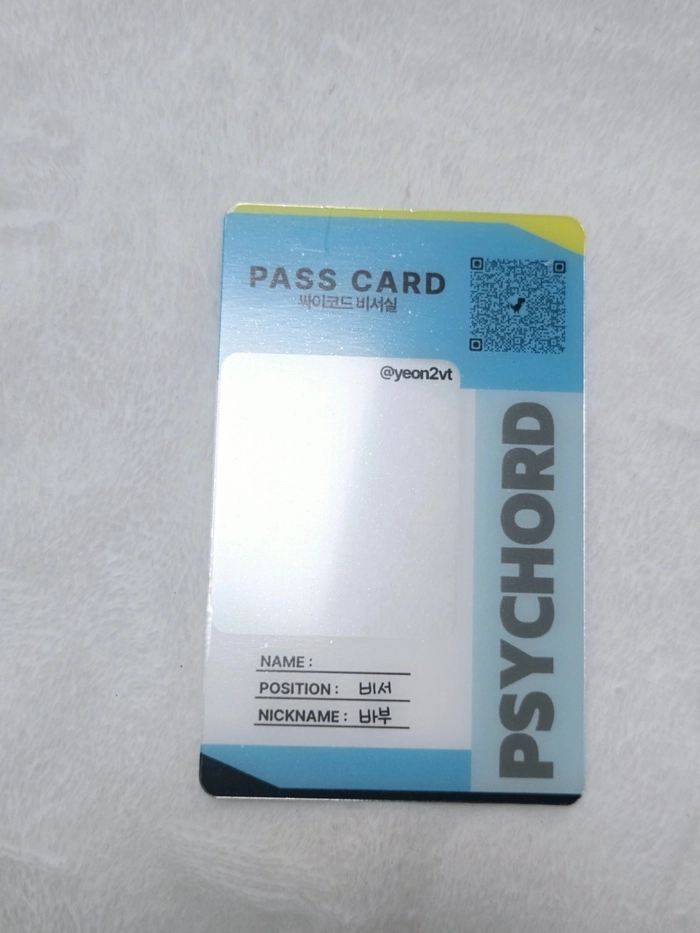 PASS CARD
싸이코드 비서실
@yeon2vt
PSYCHORD
NAME :
POSITION : 비서
NICKNAME : 바부